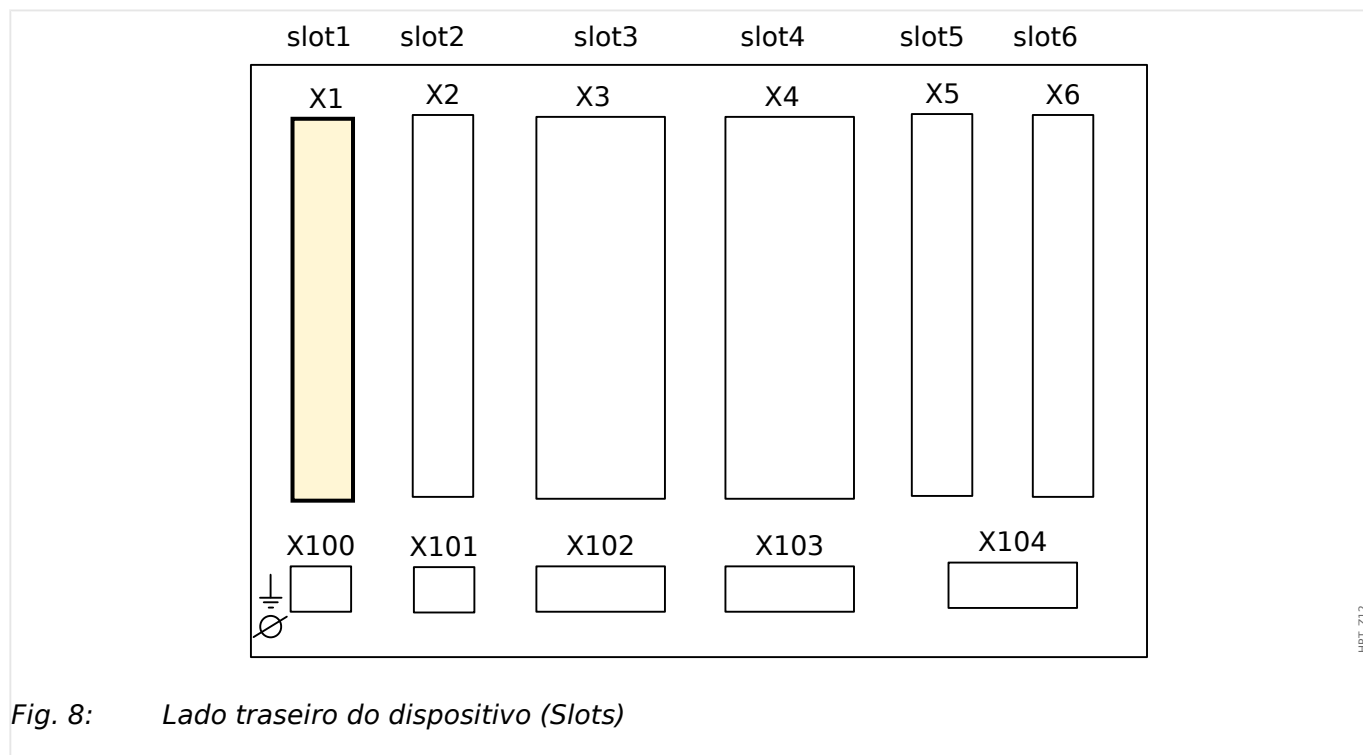 slot1 slot2 slot3 slot4 slot5 slot6
X1 X2 X3 X4 X5 X6
X100 X101 X102 X103 X104
Fig. 8: Lado traseiro do dispositivo (Slots)